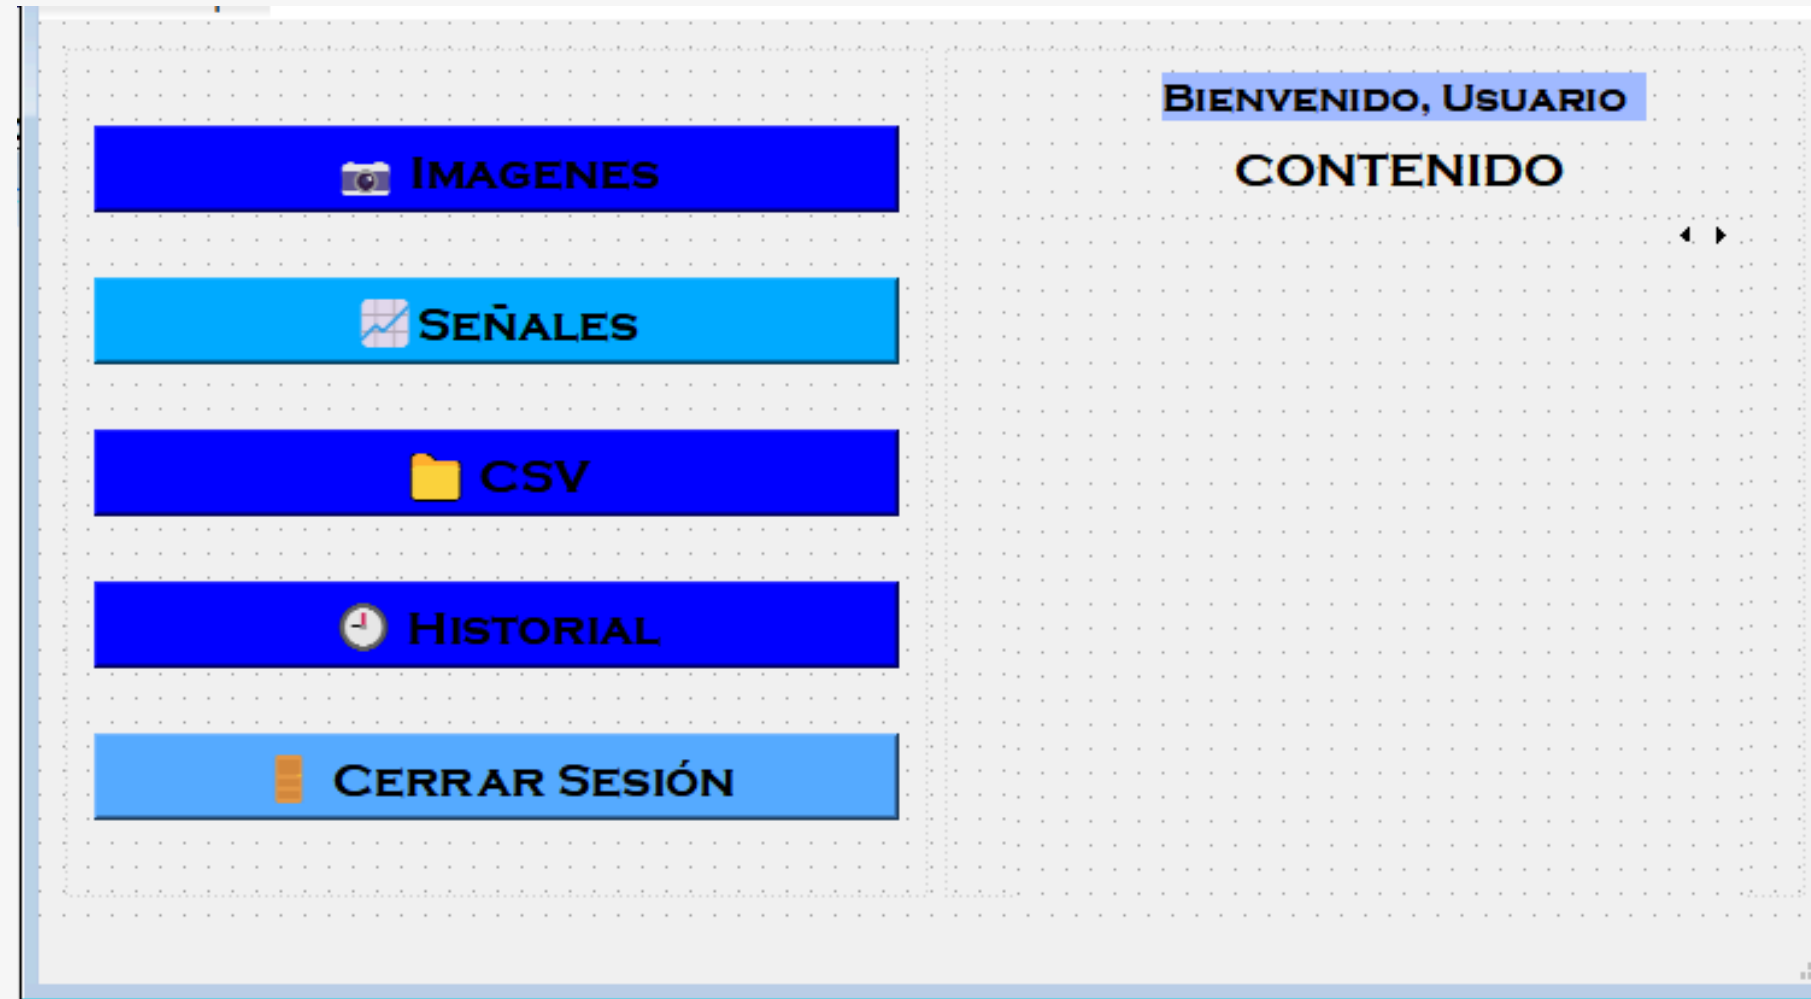 Imagenes
Señales
CSV
Historial
Cerrar Sesión
Bienvenido, Usuario
CONTENIDO